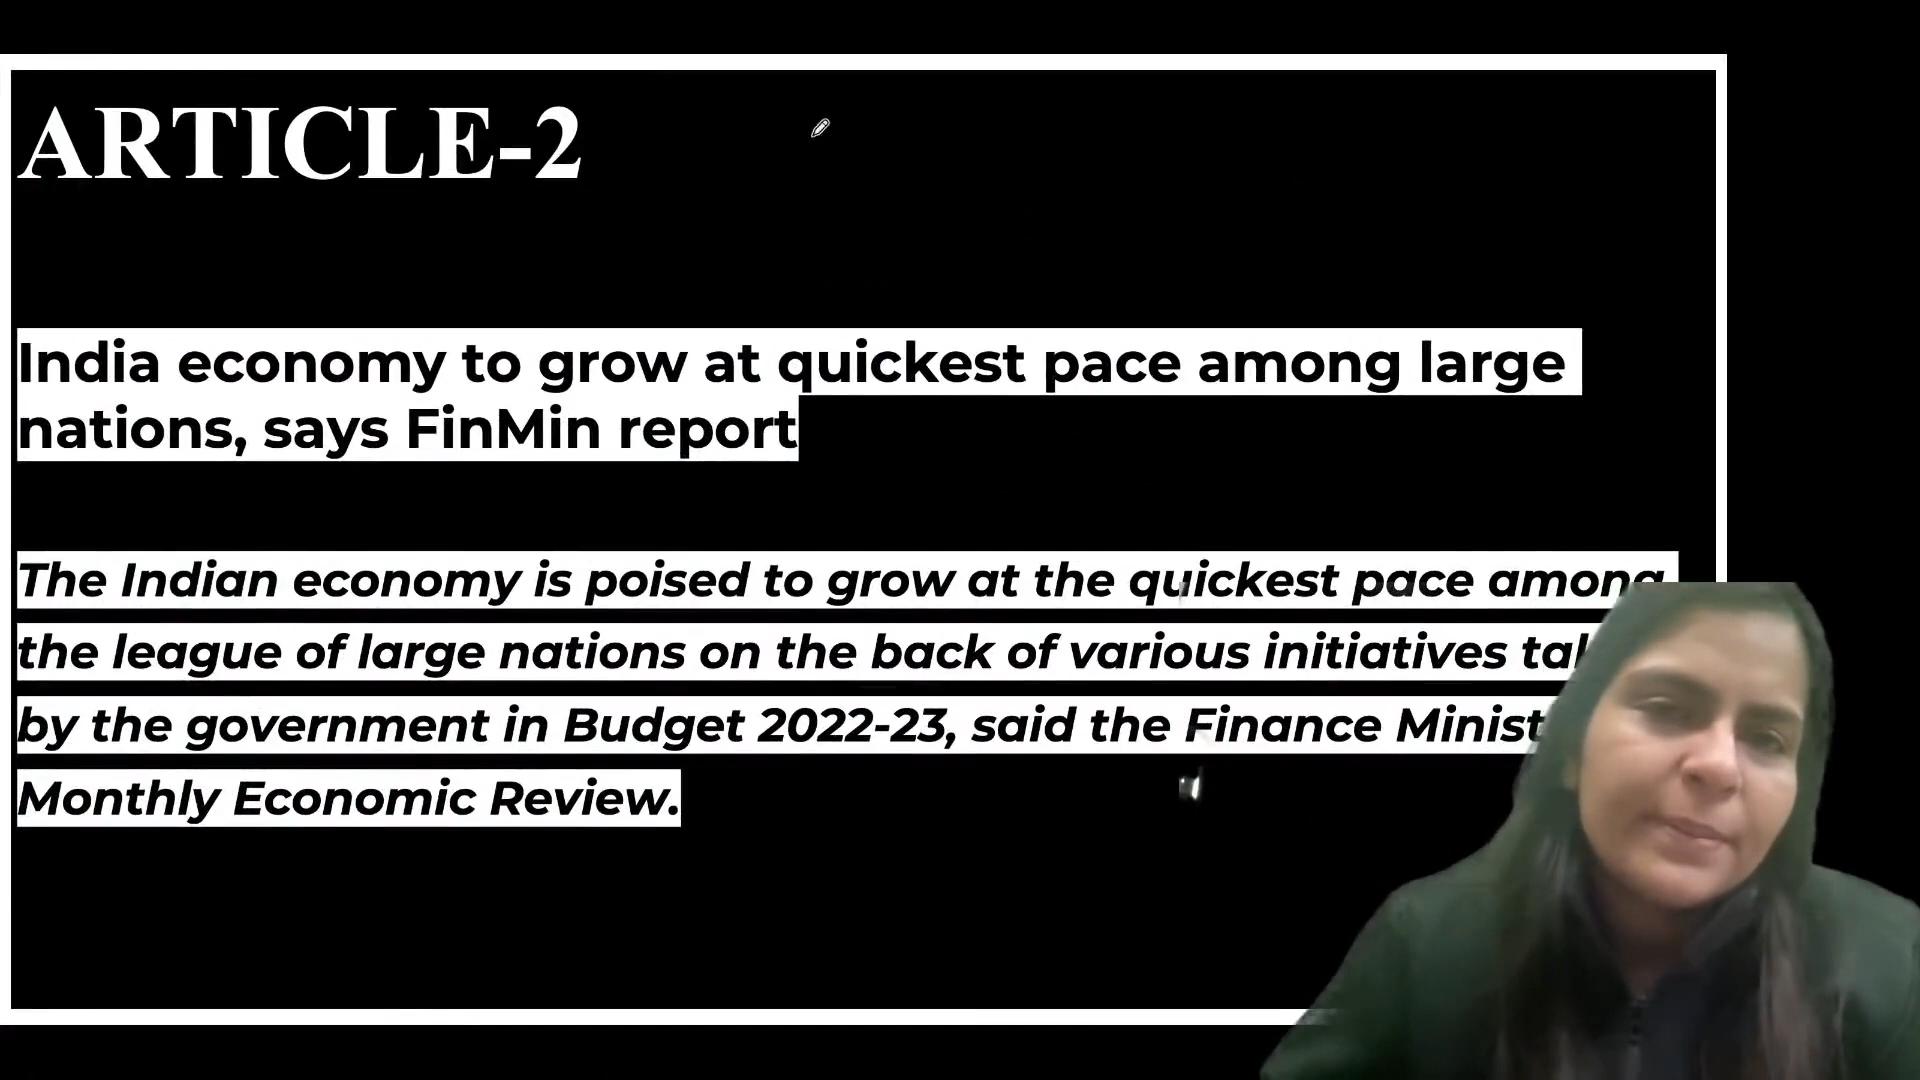 ARTICLE-2
India economy to grow at quickest pace among large
nations, says FinMin report
The Indian economy is poised to grow at the quickest pace among
the league of large nations on the back of various initiatives
by the government in Budget 2022-23, said the Finance
Monthly Economic Review.